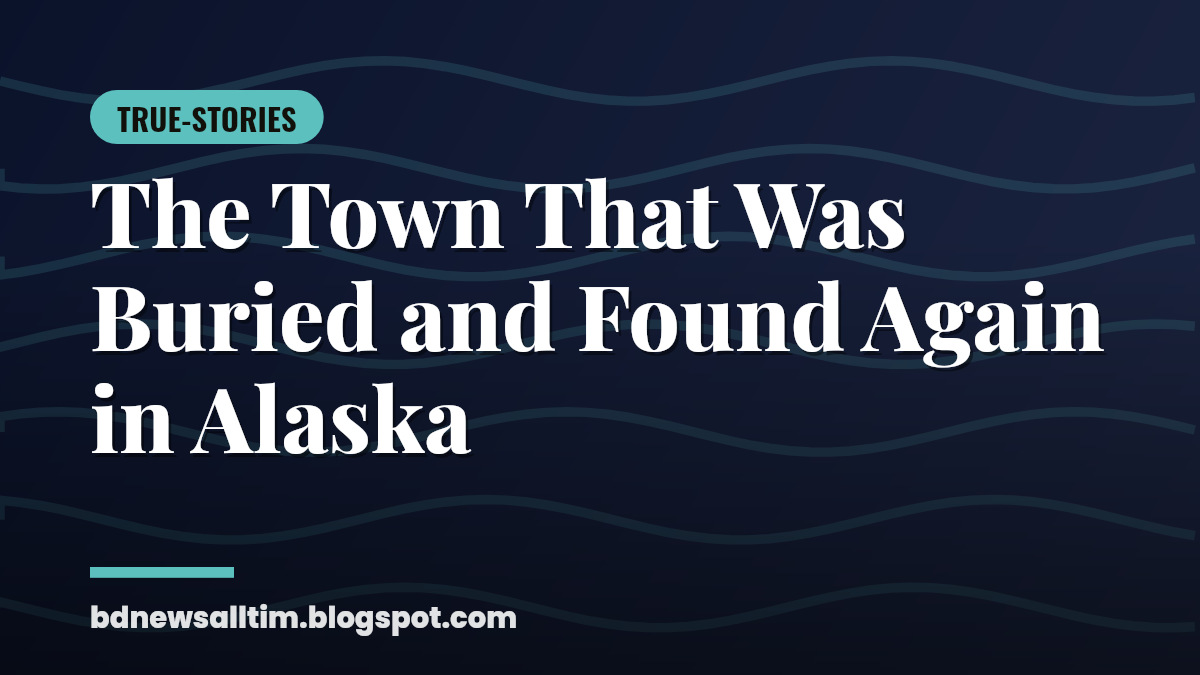 TRUE-STORIES
The Town That Was
Buried and Found Again
in Alaska
bdnewsalltim.blogspot.com